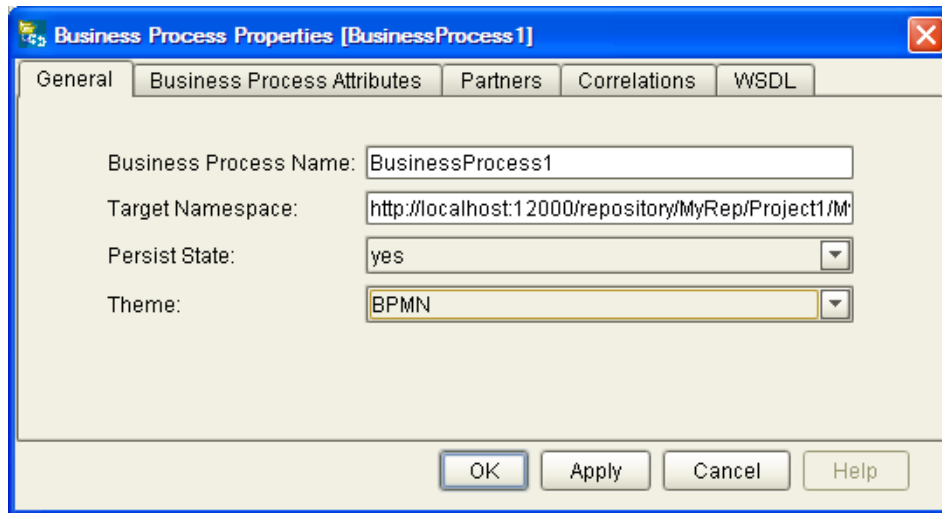 Business Process Properties [BusinessProcess1]
General Business Process Attributes Partners Correlations WSDL
Business Process Name: BusinessProcess1
Target Namespace: http://localhost:12000/repository/MyRep/Project1/M
Persist State: yes
Theme: BPMN
OK Apply Cancel Help